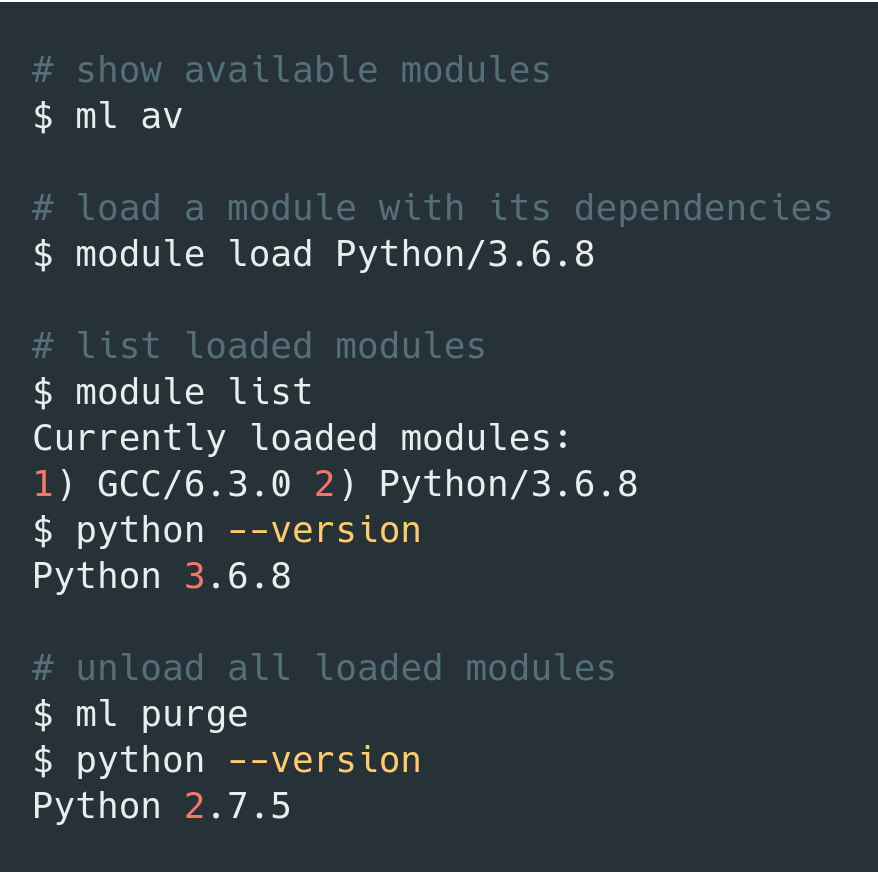 # show available modules
$ ml av
# load a module with its dependencies
$ module load Python/3.6.8
# list loaded modules
$ module list
Currently loaded modules:
1) GCC/6.3.0 2) Python/3.6.8
$ python --version
Python 3.6.8
# unload all loaded modules
$ ml purge
$ python --version
Python 2.7.5